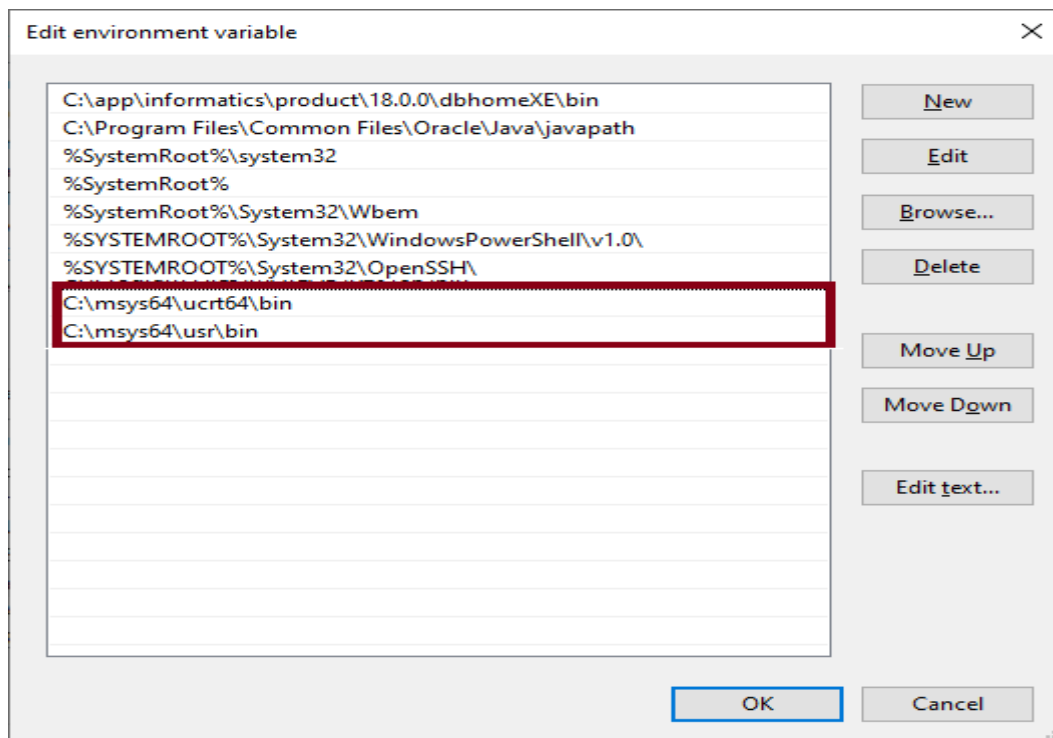 Edit environment variable
C:\app\informatics\product\18.0.0\dbhomeXE\bin
C:\Program Files\Common Files\Oracle\Java\javapath
%SystemRoot%\system32
%SystemRoot%
%SystemRoot%\System32\Wbem
%SYSTEMROOT%\System32\WindowsPowerShell\v1.0\
%SYSTEMROOT%\System32\OpenSSH\
C:\msys64\ucrt64\bin
C:\msys64\usr\bin
New
Edit
Browse...
Delete
Move Up
Move Down
Edit text...
OK
Cancel